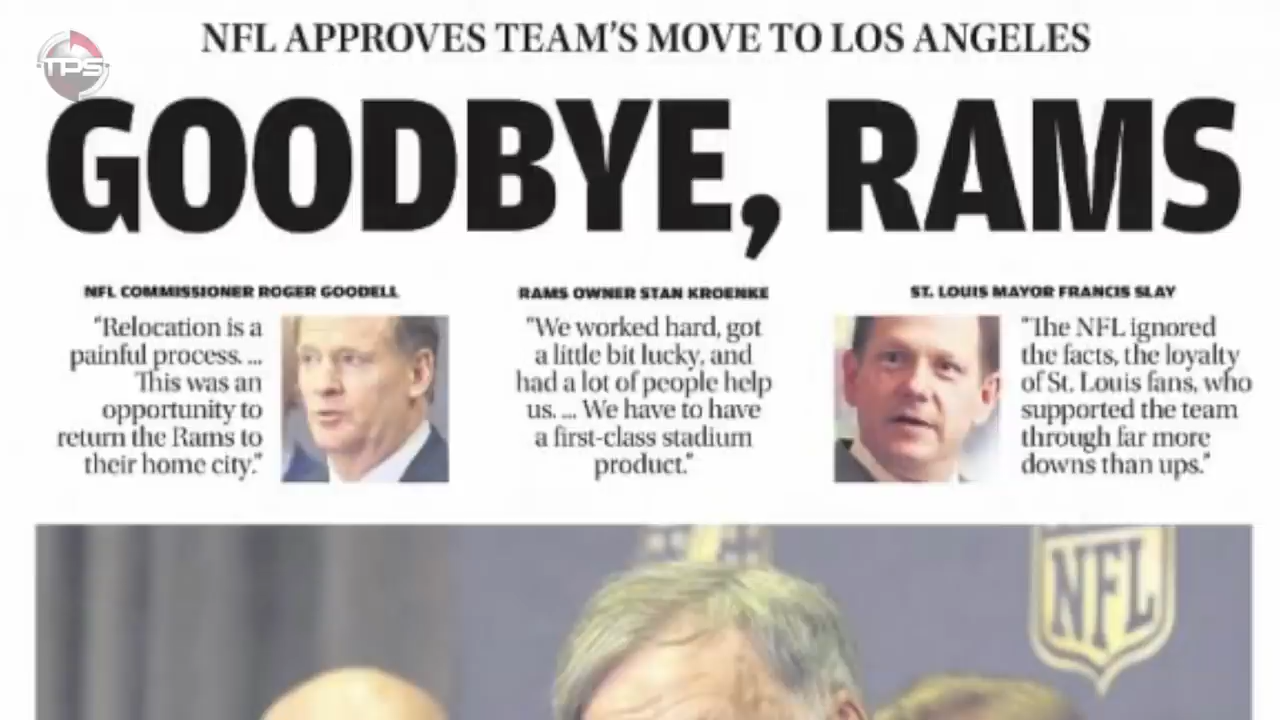 TPS
NFL APPROVES TEAM'S MOVE TO LOS ANGELES
GOODBYE, RAMS
NFL COMMISSIONER ROGER GOODELL
"Relocation is a
painful process. ...
This was an
opportunity to
return the Rams to
their home city."
RAMS OWNER STAN KROENKE
"We worked hard, got
a little bit lucky, and
had a lot of people help
us. ... We have to have
a first-class stadium
product."
ST. LOUIS MAYOR FRANCIS SLAY
"The NFL ignored
the facts, the loyalty
of St. Louis fans, who
supported the team
through far more
downs than ups."
NFL